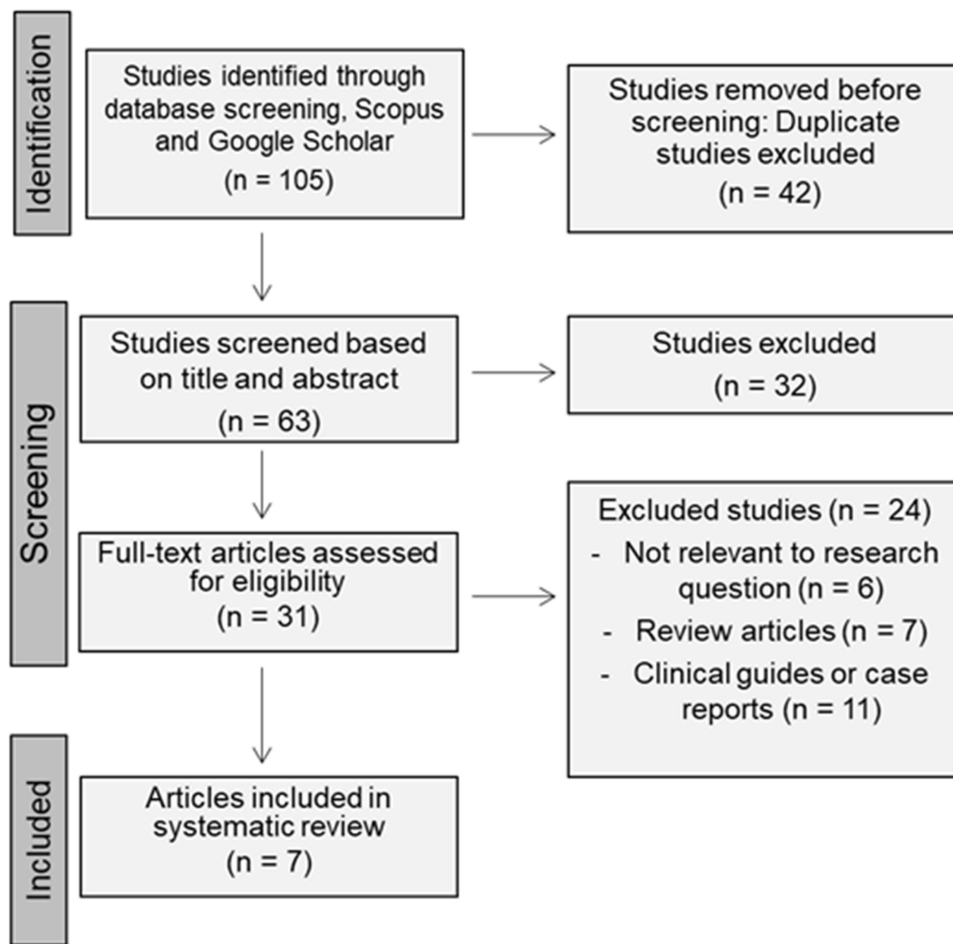 Identification
Studies identified through
database screening, Scopus
and Google Scholar
(n = 105)
Studies removed before
screening: Duplicate
studies excluded
(n = 42)
Screening
Studies screened based
on title and abstract
(n = 63)
Studies excluded
(n = 32)
Full-text articles assessed
for eligibility
(n = 31)
Excluded studies (n = 24)
- Not relevant to research
question (n = 6)
- Review articles (n = 7)
- Clinical guides or case
reports (n = 11)
Included
Articles included in
systematic review
(n = 7)